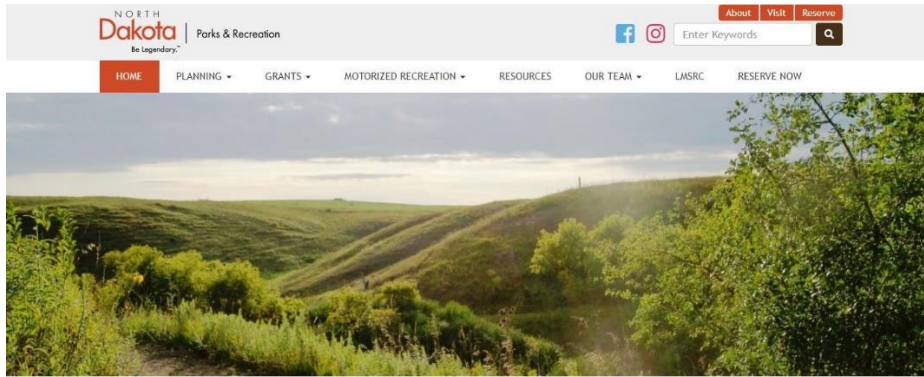 NORTH
Dakota
Be Legendary.™
Parks & Recreation
About Visit Reserve
Enter Keywords
HOME PLANNING GRANTS MOTORIZED RECREATION RESOURCES OUR TEAM LMSRC RESERVE NOW